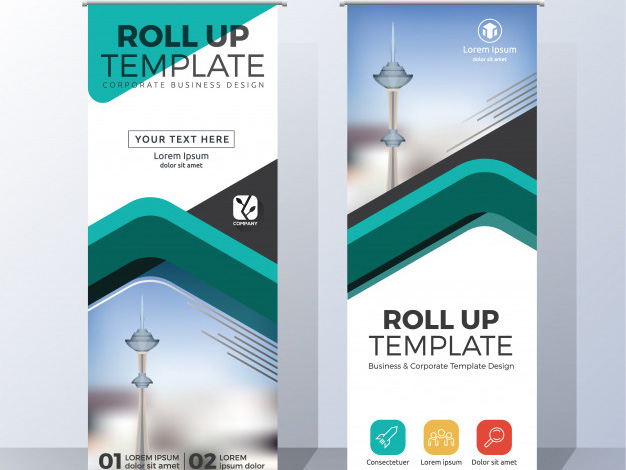 ROLL UP
TEMPLATE
CORPORATE BUSINESS DESIGN
YOUR TEXT HERE
Lorem Ipsum
dolor sit amet
COMPANY
01 LOREM IPSUM
DOLOR
02 LOREM IPSUM
DOLOR
Lorem Ipsum
dolor sit amet
ROLL UP
TEMPLATE
Business & Corporate Template Design
Consectetuer
Lorem ipsum
dolor sit amet